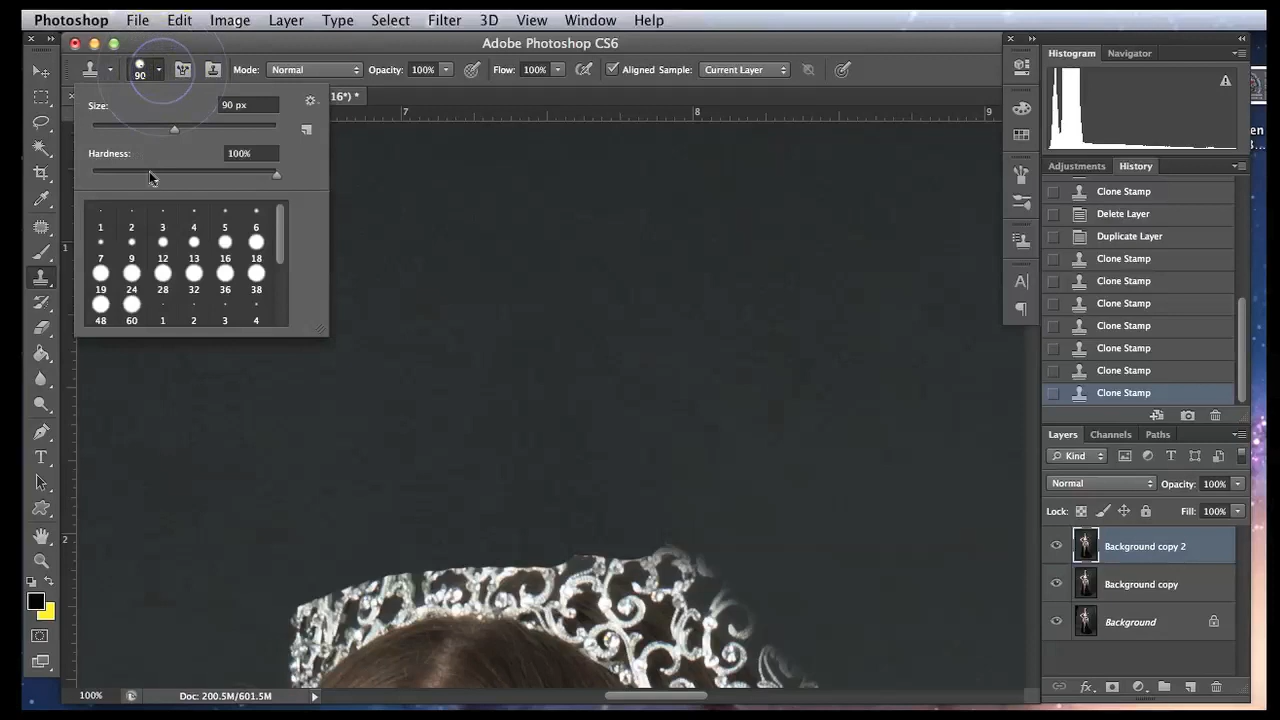 Photoshop File Edit Image Layer Type Select Filter 3D View Window Help
Adobe Photoshop CS6
90 Mode: Normal Opacity: 100% Flow: 100% Aligned Sample: Current Layer
16*) *
Size: 90 px
Hardness: 100%
1 2 3 4 5 6
7 9 12 13 16 18
19 24 28 32 36 38
48 60 1 2 3 4
7 8 9
1
2
100% Doc: 200.5M/601.5M
Histogram Navigator
Adjustments History
Clone Stamp
Delete Layer
Duplicate Layer
Clone Stamp
Clone Stamp
Clone Stamp
Clone Stamp
Clone Stamp
Clone Stamp
Clone Stamp
Layers Channels Paths
Kind
Normal Opacity: 100%
Lock: Fill: 100%
Background copy 2
Background copy
Background